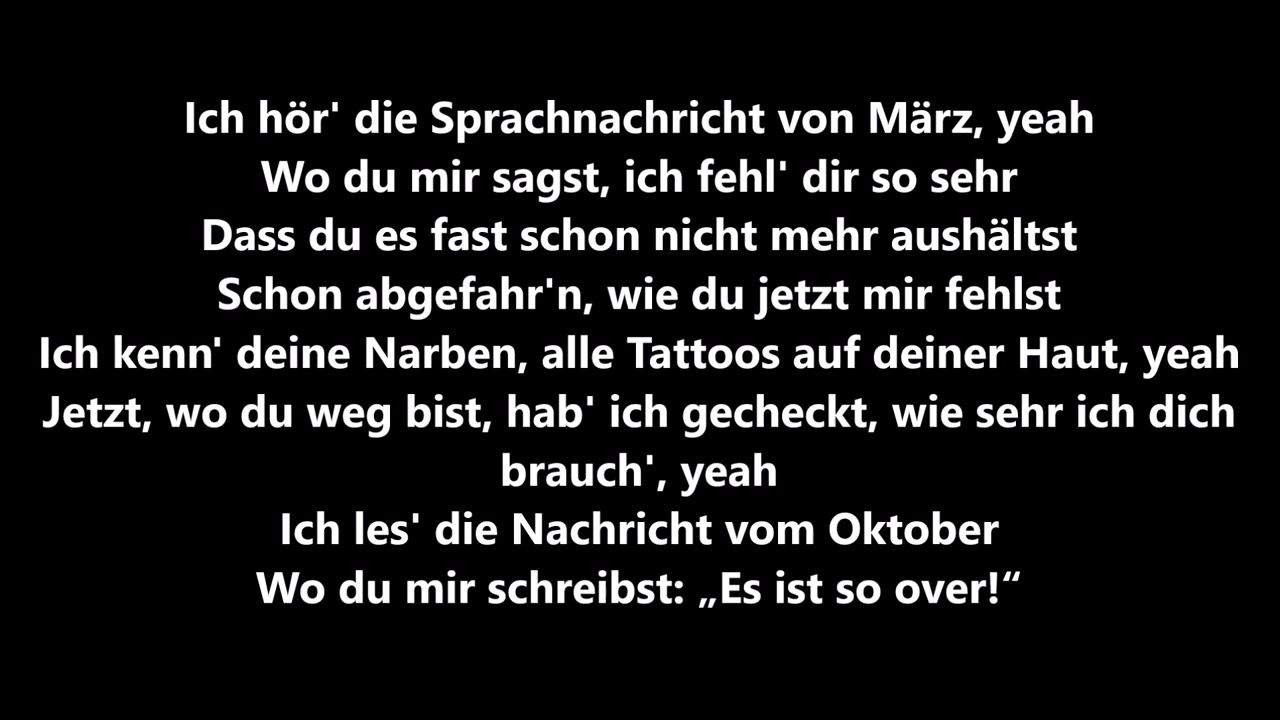 Ich hör' die Sprachnachricht von März, yeah
Wo du mir sagst, ich fehl' dir so sehr
Dass du es fast schon nicht mehr aushältst
Schon abgefahr'n, wie du jetzt mir fehlst
Ich kenn' deine Narben, alle Tattoos auf deiner Haut, yeah
Jetzt, wo du weg bist, hab' ich gecheckt, wie sehr ich dich
brauch', yeah
Ich les' die Nachricht vom Oktober
Wo du mir schreibst: „Es ist so over!“